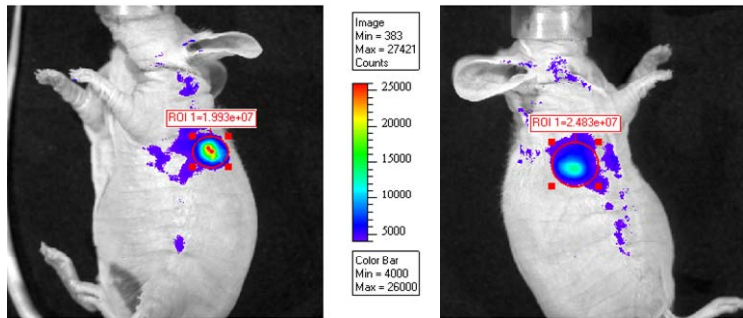 ROI 1=1.993e+07
Image
Min = 383
Max = 27421
Counts
25000
20000
15000
10000
5000
Color Bar
Min = 4000
Max = 26000
ROI 1=2.483e+07